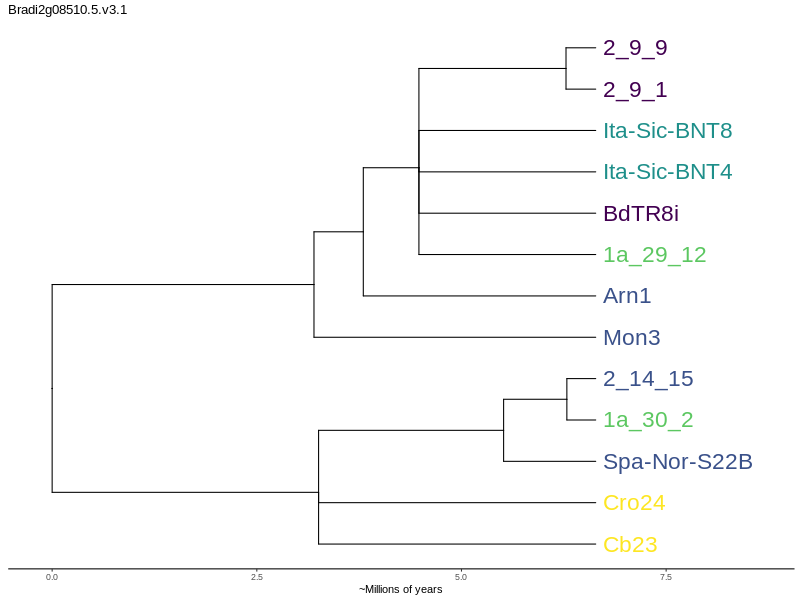 Bradi2g08510.5.v3.1
2_9_9
2_9_1
Ita-Sic-BNT8
Ita-Sic-BNT4
BdTR8i
1a_29_12
Arn1
Mon3
2_14_15
1a_30_2
Spa-Nor-S22B
Cro24
Cb23
0.0 2.5 5.0 7.5
~Millions of years